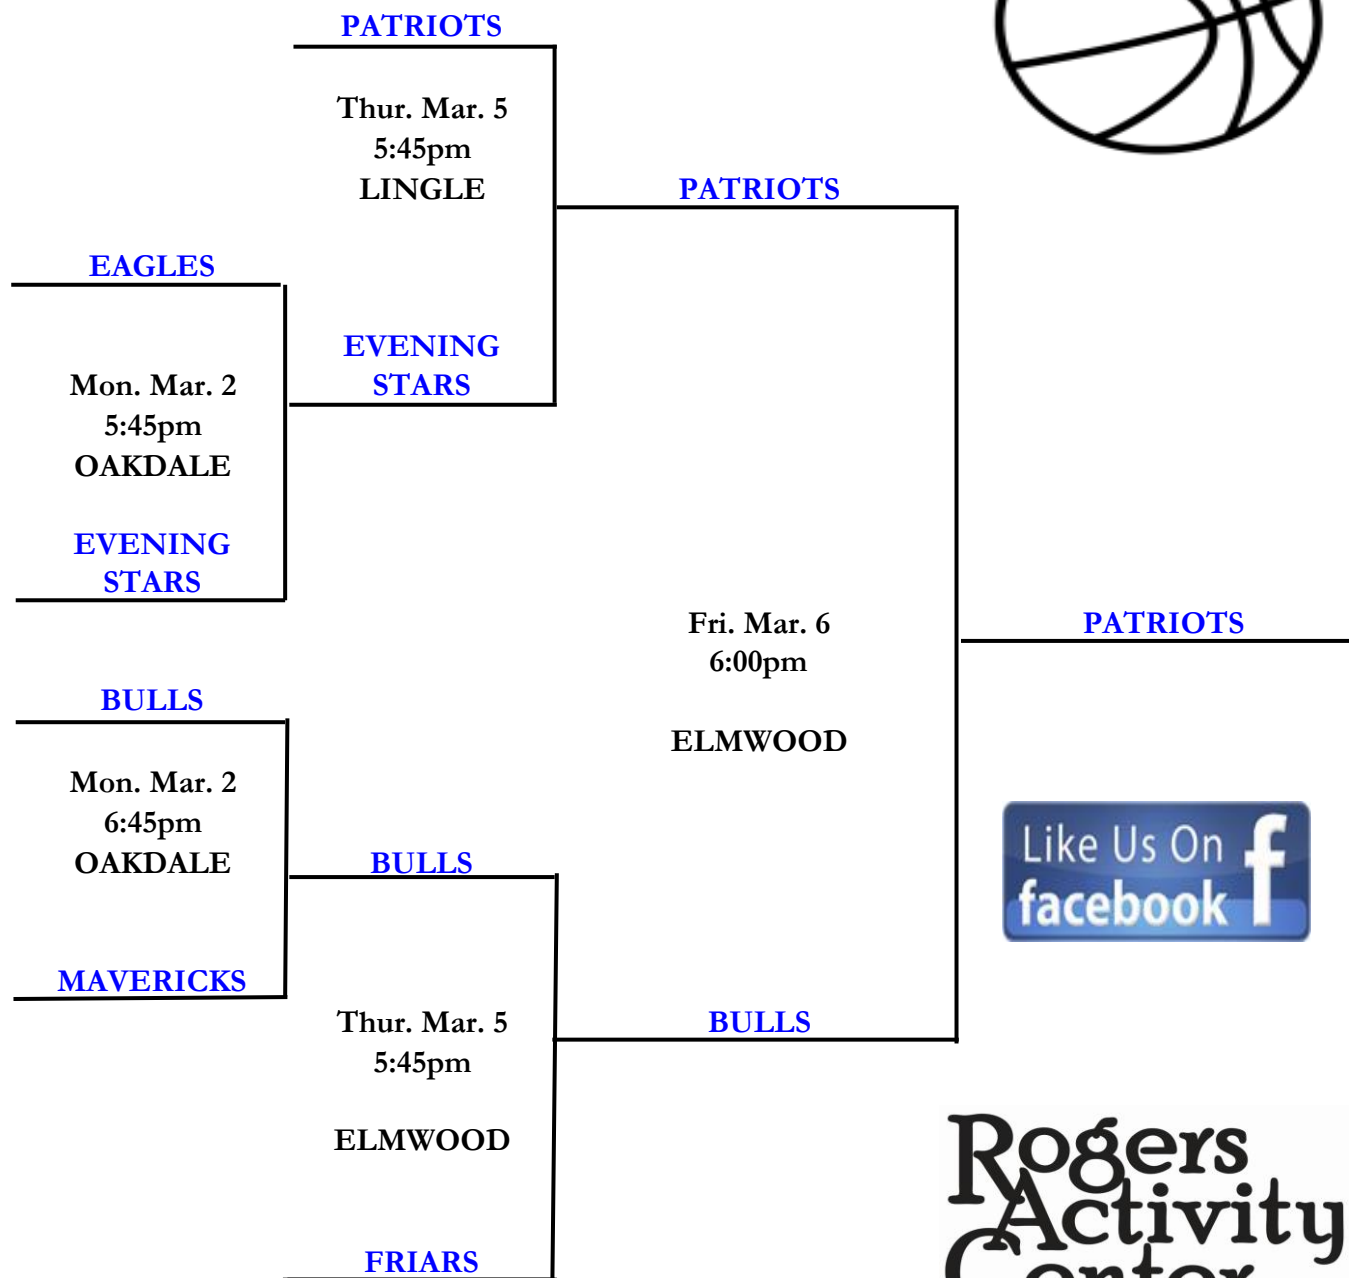 PATRIOTS
Thur. Mar. 5
5:45pm
LINGLE
PATRIOTS
EAGLES
EVENING
STARS
Mon. Mar. 2
5:45pm
OAKDALE
EVENING
STARS
Fri. Mar. 6
6:00pm
ELMWOOD
PATRIOTS
BULLS
Mon. Mar. 2
6:45pm
OAKDALE
BULLS
MAVERICKS
Thur. Mar. 5
5:45pm
ELMWOOD
BULLS
FRIARS
Like Us On
facebook f
Rogers
Activity
Center